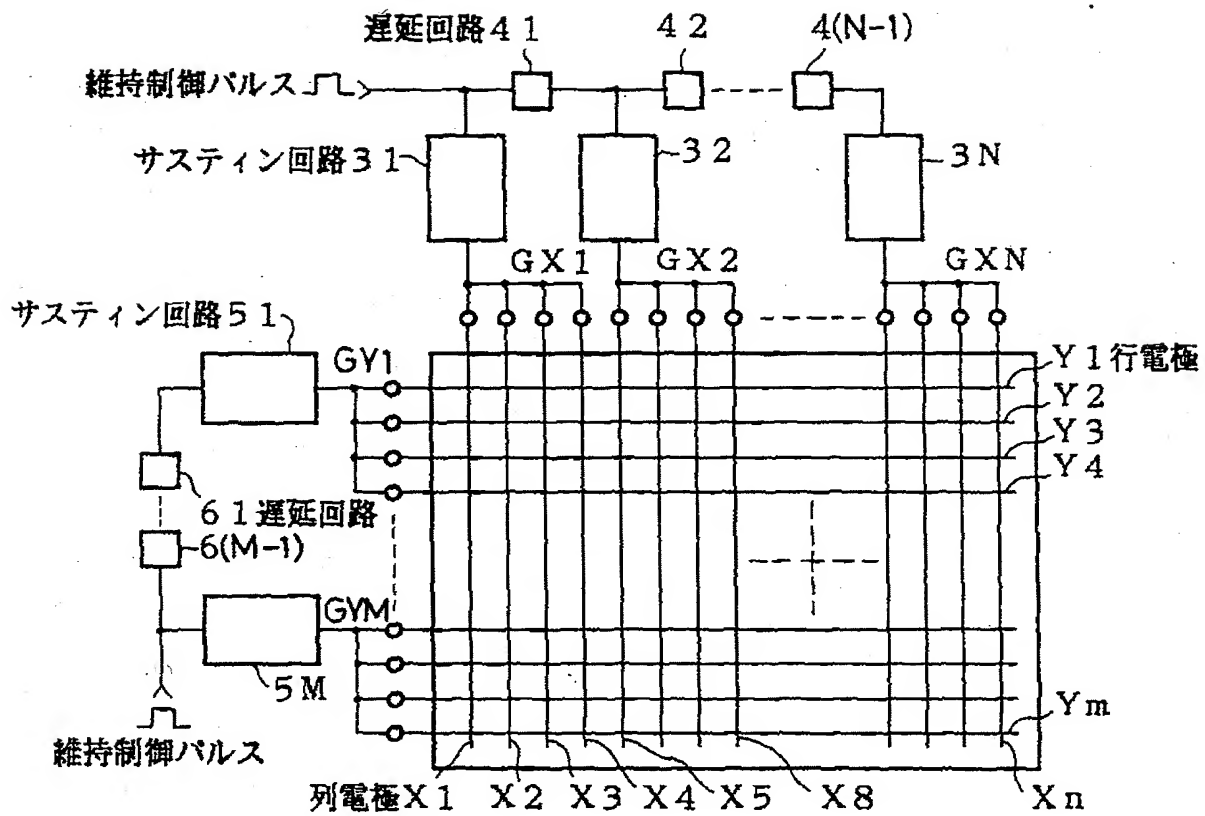 遅延回路41
42
4(N-1)
維持制御パルス
サスティン回路31
32
3N
GX1
GX2
GXN
サスティン回路51
GY1
Y1行電極
Y2
Y3
Y4
61遅延回路
6(M-1)
GYM
5M
Ym
維持制御パルス
列電極X1
X2
X3
X4
X5
X8
Xn